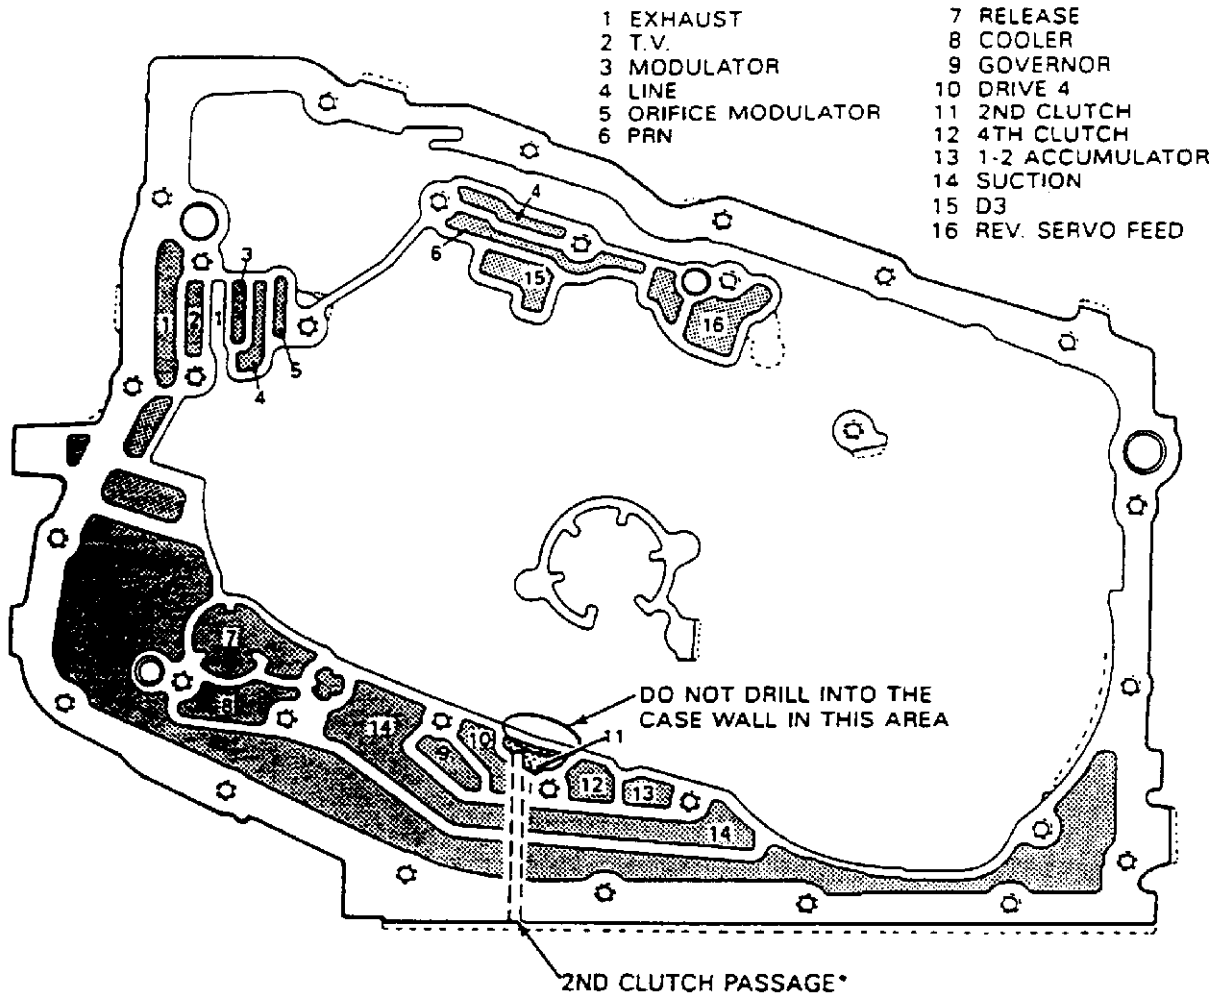 1 EXHAUST
2 T.V.
3 MODULATOR
4 LINE
5 ORIFICE MODULATOR
6 PRN
7 RELEASE
8 COOLER
9 GOVERNOR
10 DRIVE 4
11 2ND CLUTCH
12 4TH CLUTCH
13 1-2 ACCUMULATOR
14 SUCTION
15 D3
16 REV. SERVO FEED
4
3
6
15
16
1
2
1
5
4
7
8
14
9
10
11
12
13
14
DO NOT DRILL INTO THE
CASE WALL IN THIS AREA
2ND CLUTCH PASSAGE*